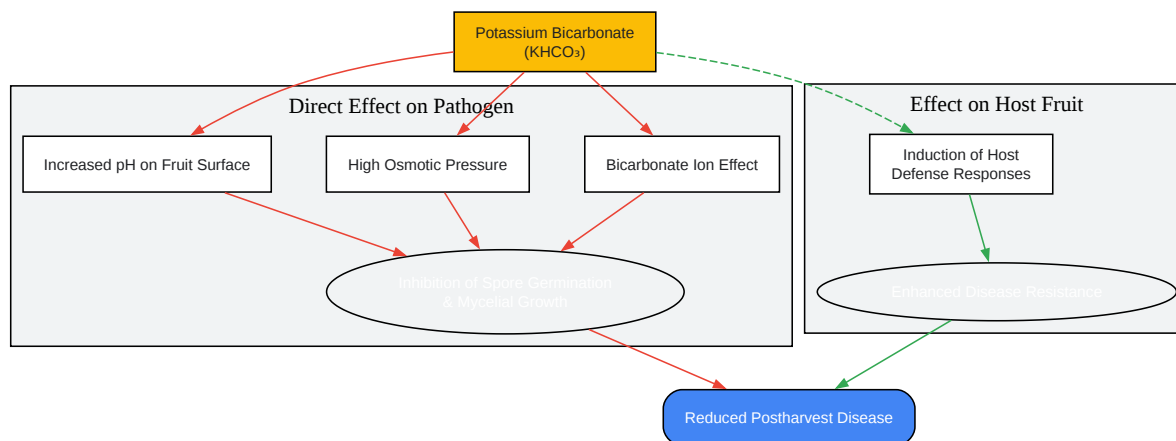 Potassium Bicarbonate
(KHCO₃)
Direct Effect on Pathogen
Effect on Host Fruit
Increased pH on Fruit Surface
High Osmotic Pressure
Bicarbonate Ion Effect
Induction of Host
Defense Responses
Inhibition of Spore Germination
& Mycelial Growth
Enhanced Disease Resistance
Reduced Postharvest Disease